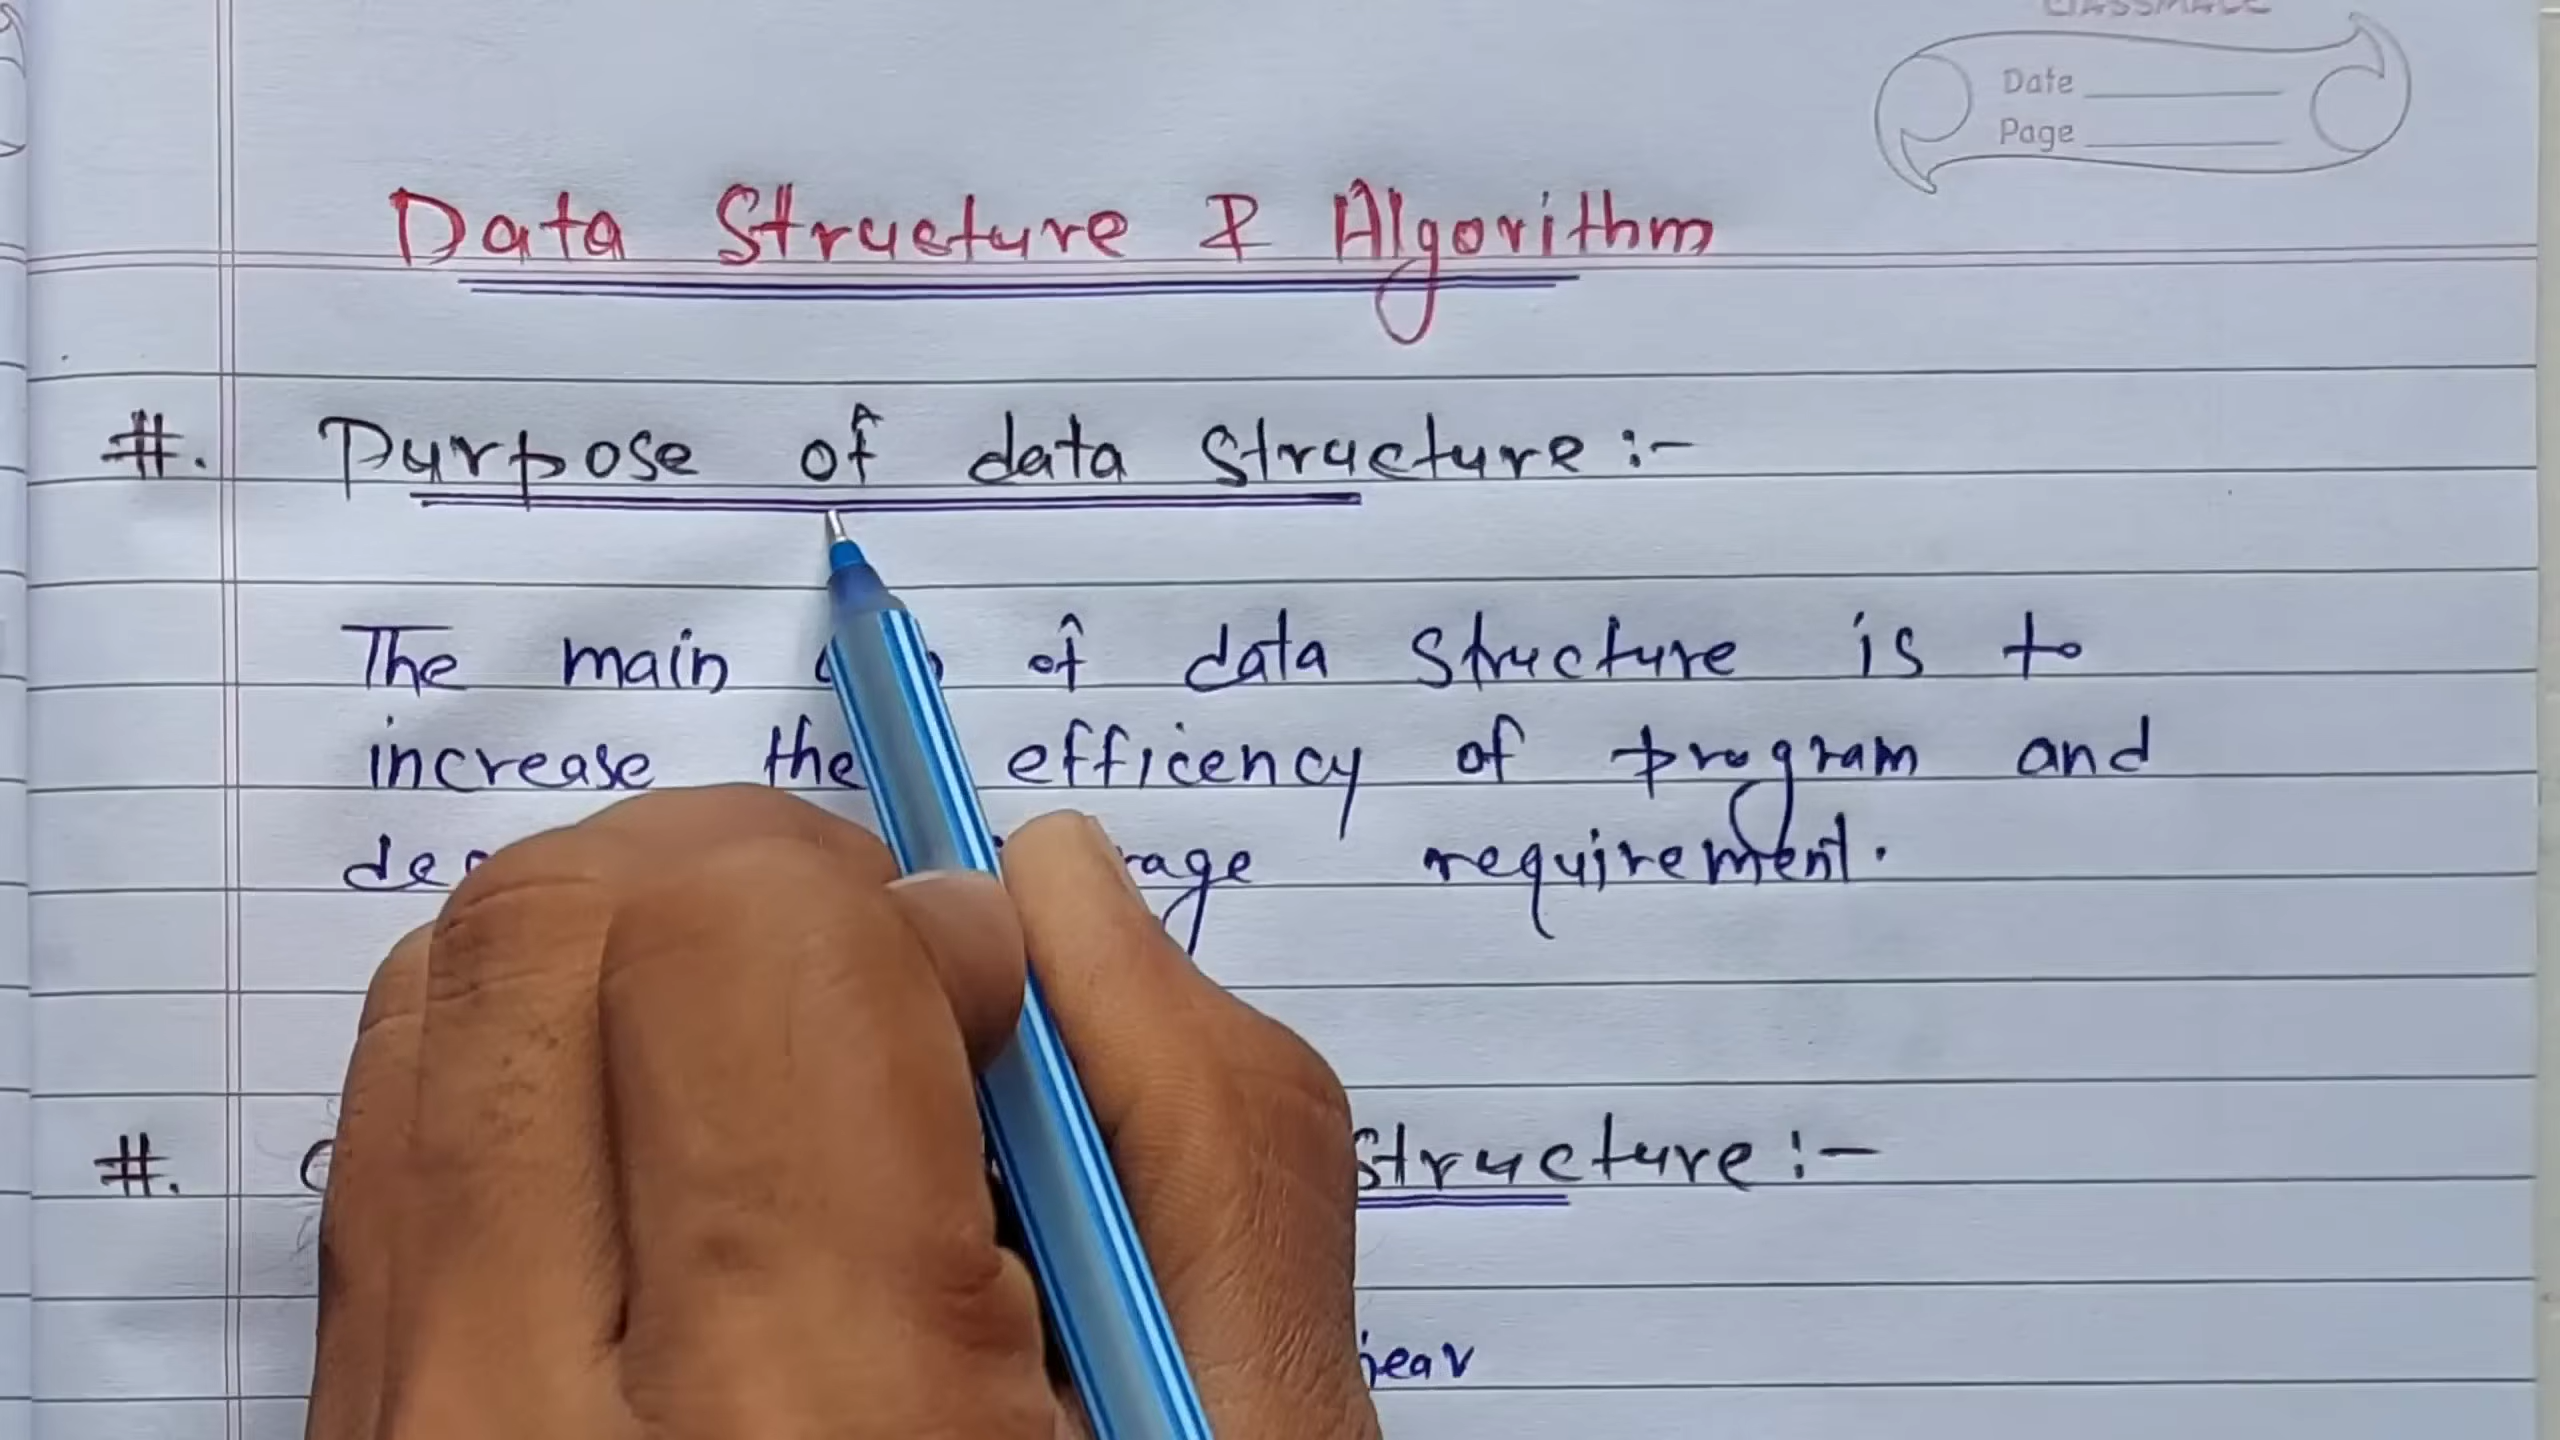 Date
Page
Data Structure & Algorithm
#. Purpose of data structure :-
The main of data structure is to
increase the efficency of program and
requirement.
#. structure :-